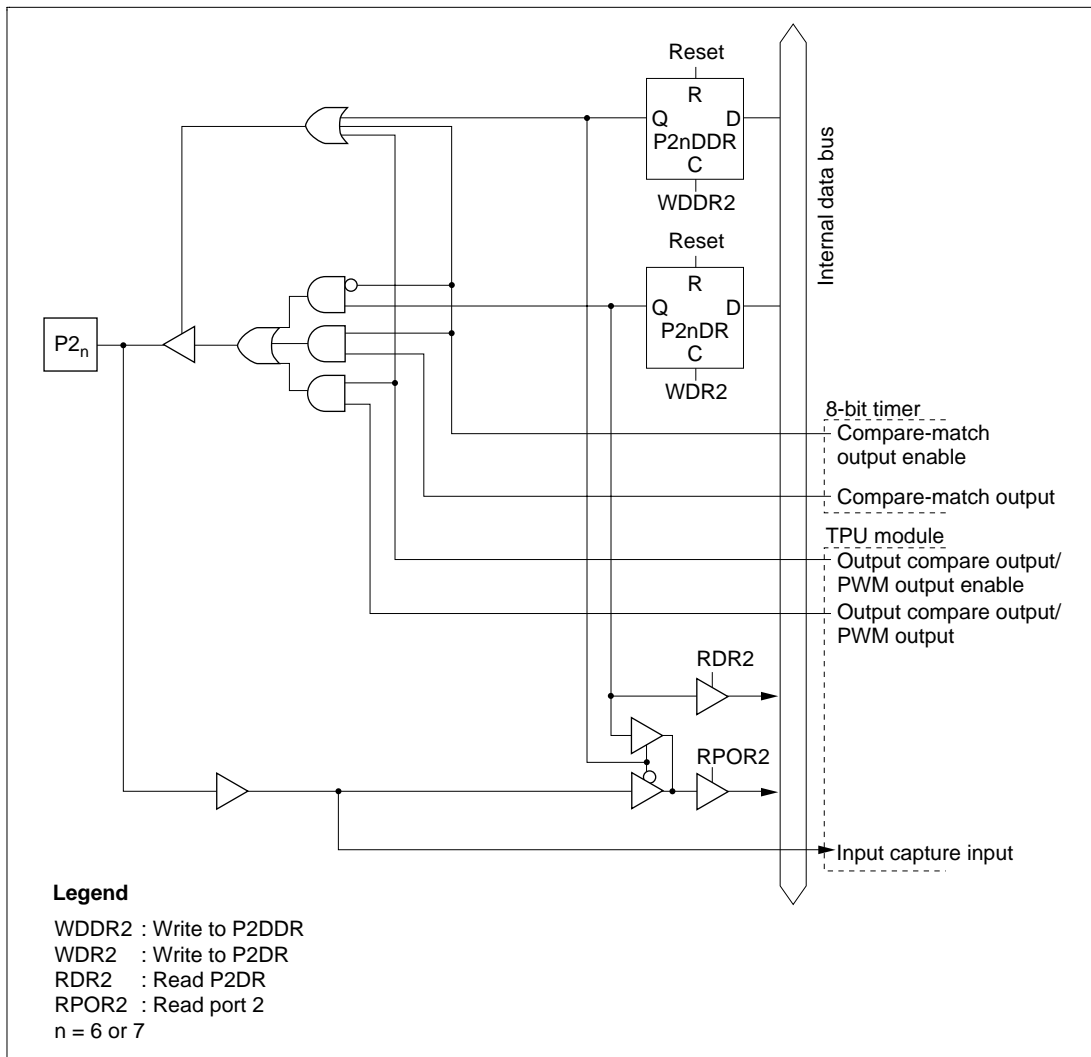 Reset
R
Q D
P2nDDR
C
WDDR2
Internal data bus
Reset
R
Q D
P2nDR
C
WDR2
P2n
8-bit timer
Compare-match
output enable
Compare-match output
TPU module
Output compare output/
PWM output enable
Output compare output/
PWM output
RDR2
RPOR2
Input capture input
Legend
WDDR2 : Write to P2DDR
WDR2 : Write to P2DR
RDR2 : Read P2DR
RPOR2 : Read port 2
n = 6 or 7